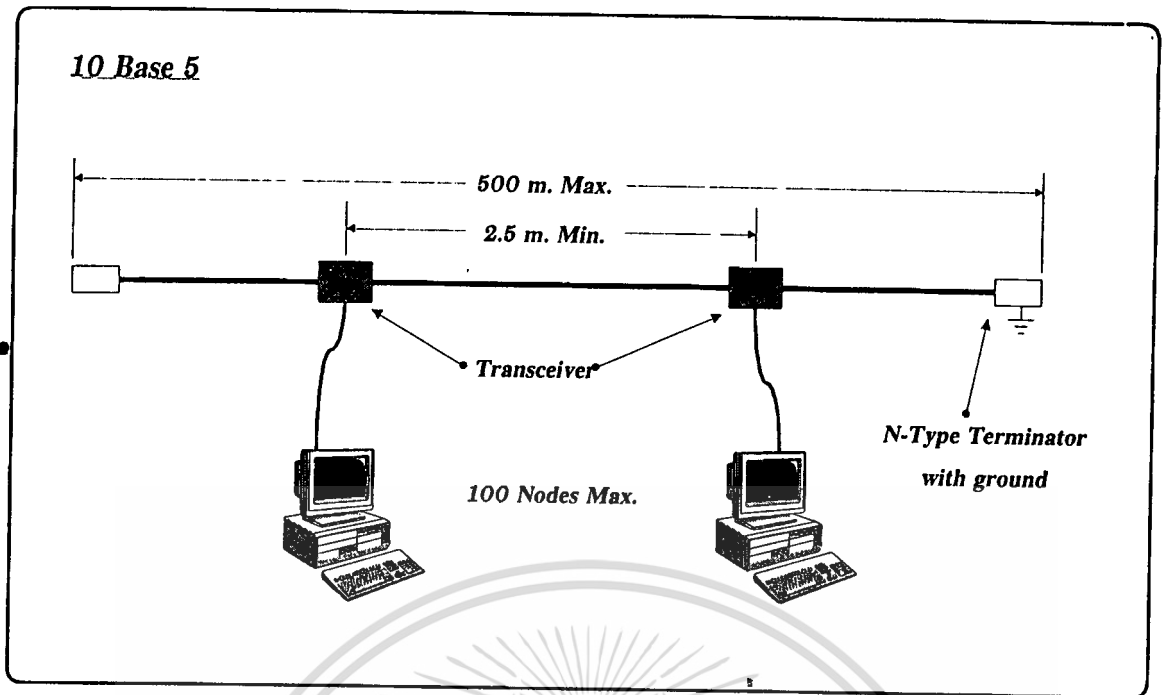 10 Base 5
500 m. Max.
2.5 m. Min.
Transceiver
N-Type Terminator
with ground
100 Nodes Max.